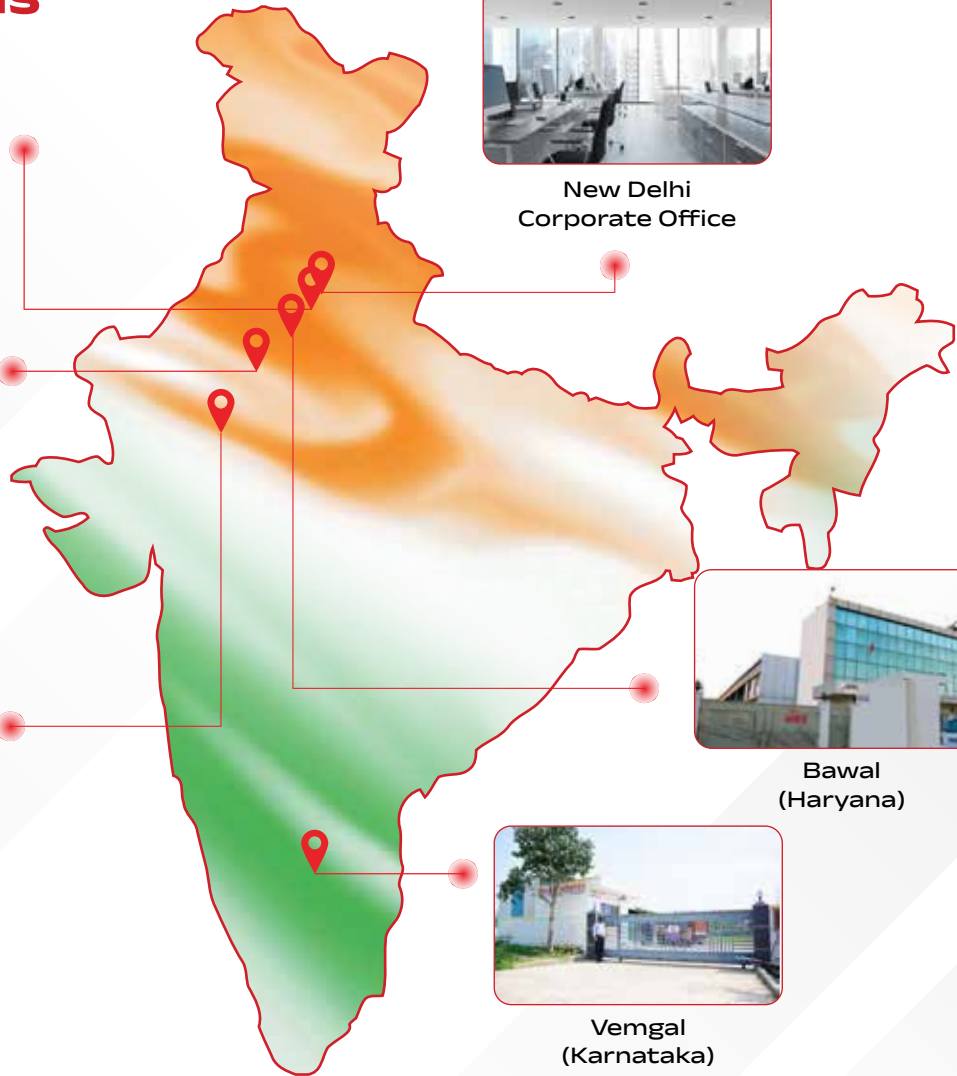 New Delhi
Corporate Office
Bawal
(Haryana)
Vemgal
(Karnataka)